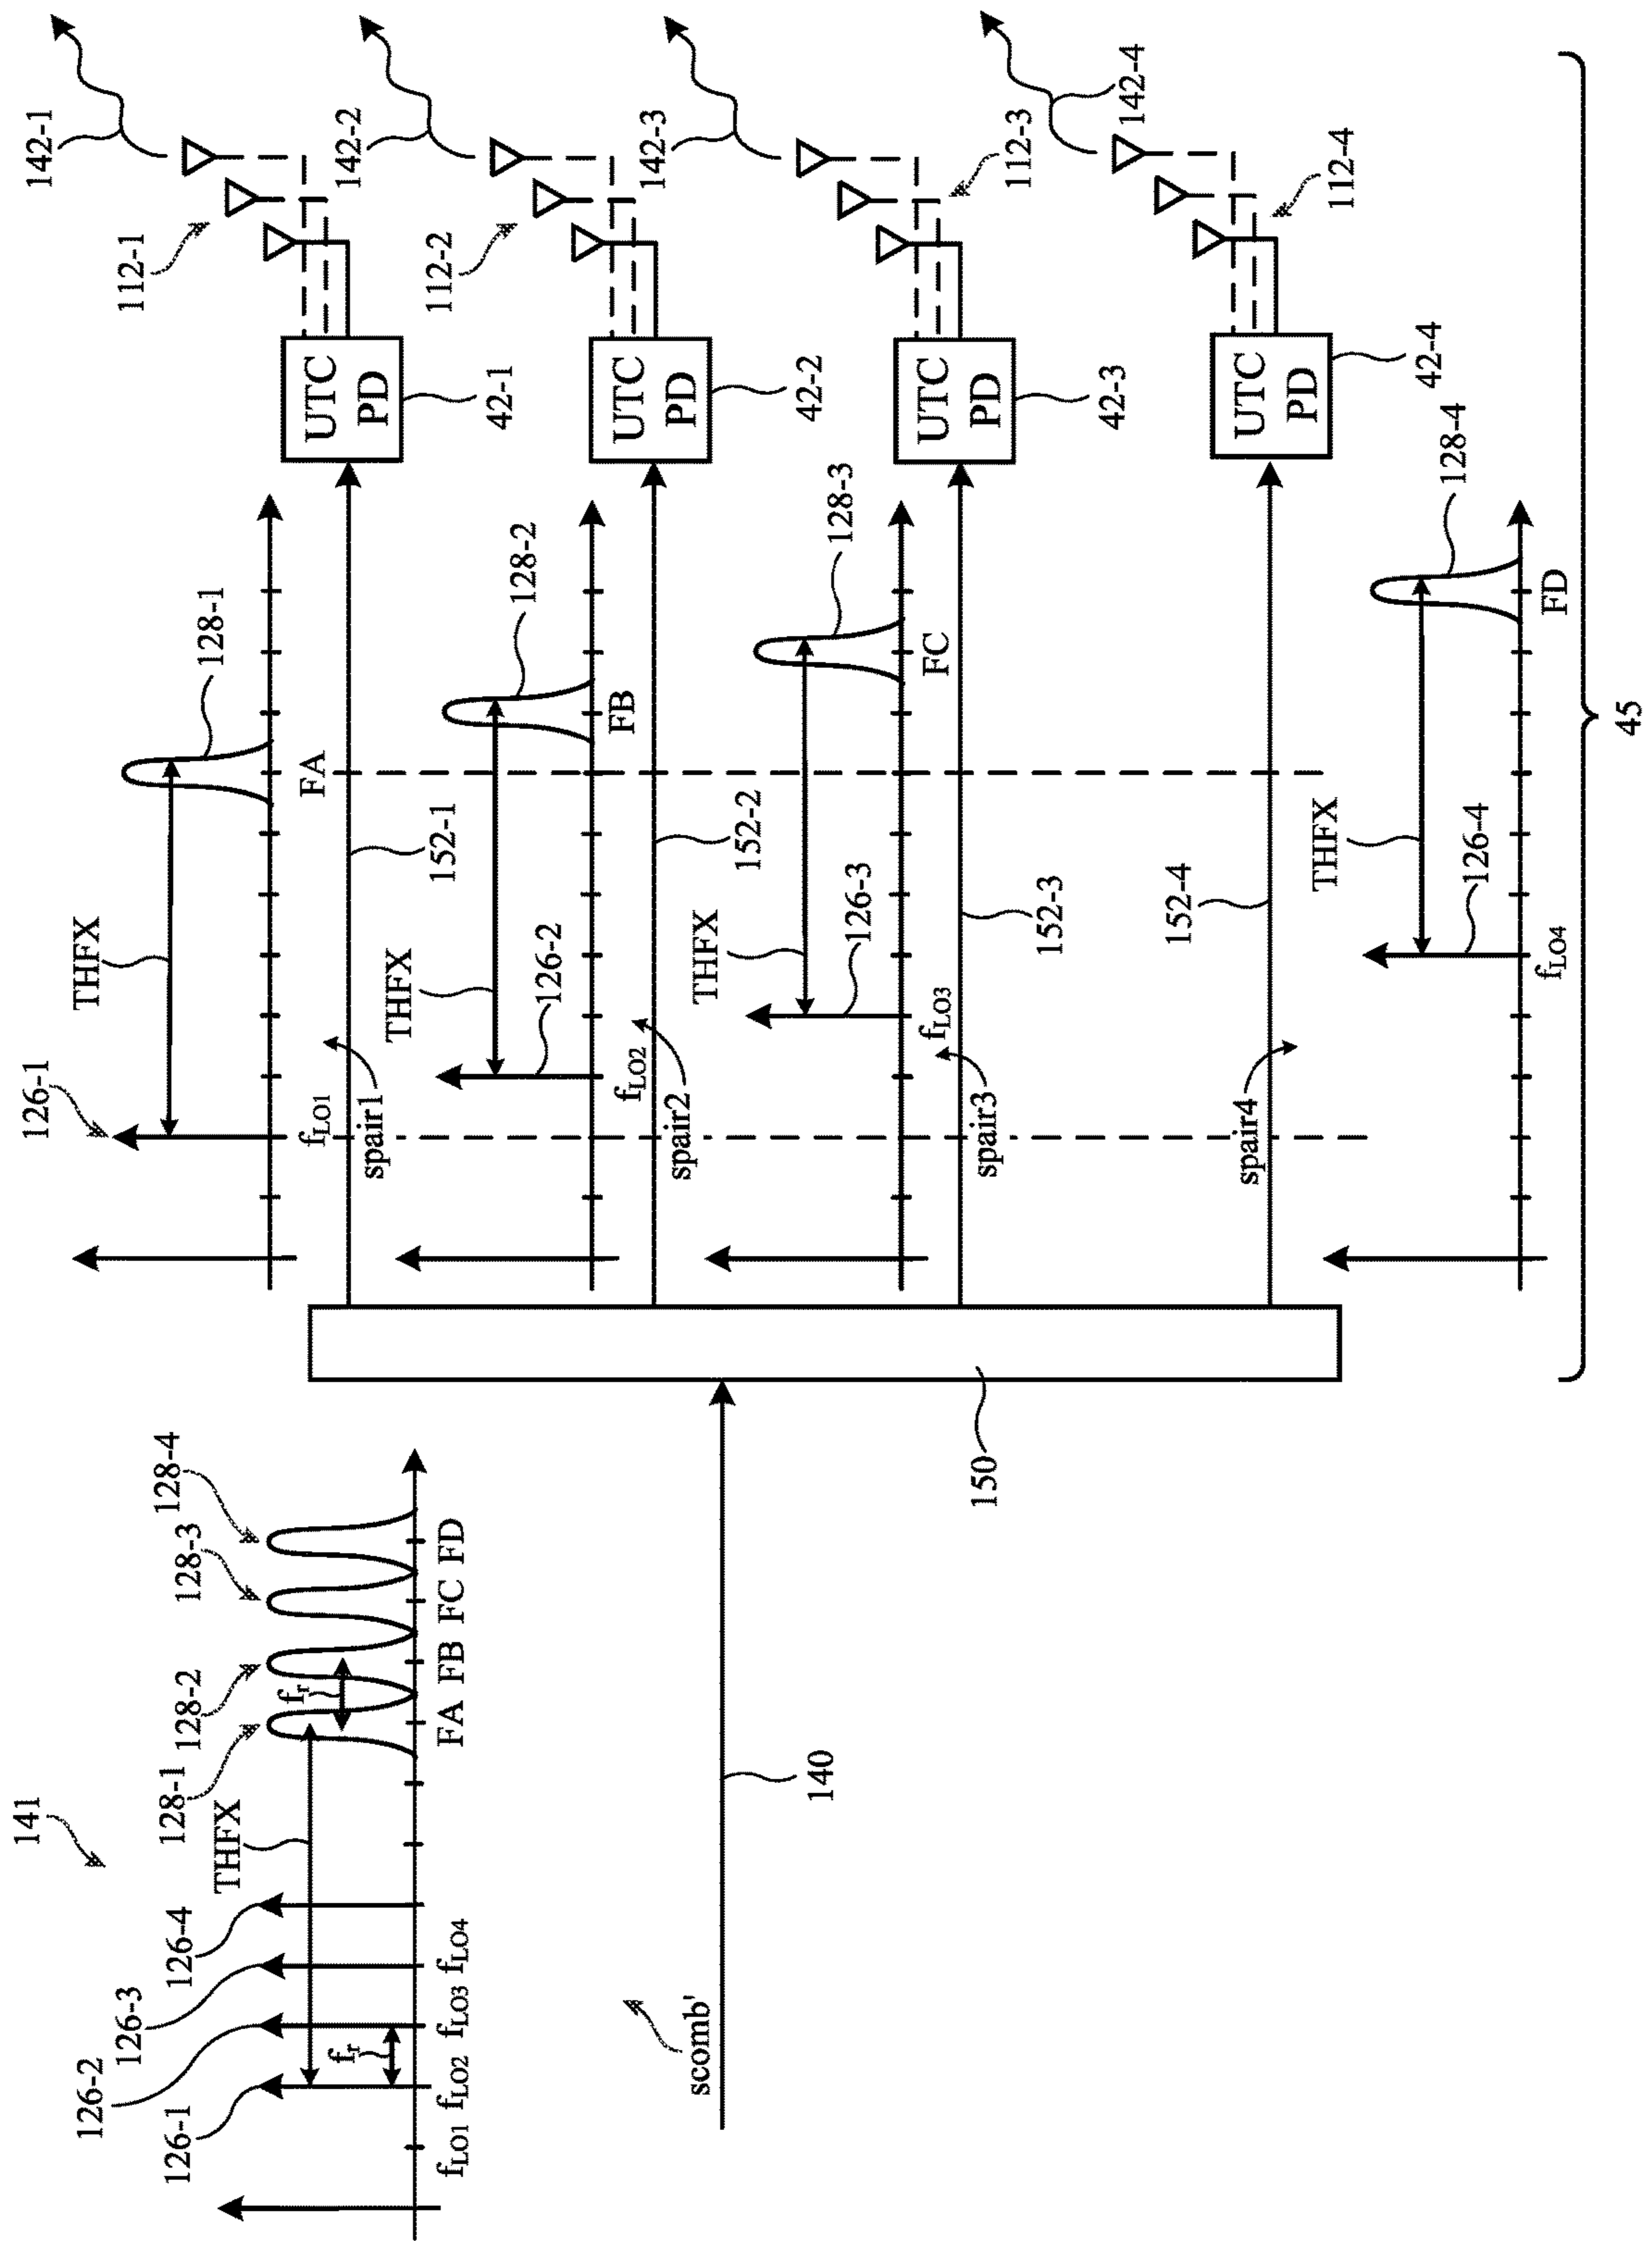 141
126-1
126-2
126-3
126-4
THFX
128-1
128-2
128-3
128-4
fr
fr
fLO1
fLO2
fLO3
fLO4
FA
FB
FC
FD
scomb'
140
150
126-1
THFX
128-1
fLO1
FA
spair1
152-1
UTC
PD
42-1
112-1
142-1
THFX
126-2
128-2
fLO2
FB
spair2
152-2
UTC
PD
42-2
112-2
142-2
THFX
126-3
128-3
fLO3
FC
spair3
152-3
UTC
PD
42-3
112-3
142-3
spair4
152-4
UTC
PD
42-4
112-4
142-4
THFX
126-4
128-4
fLO4
FD
45